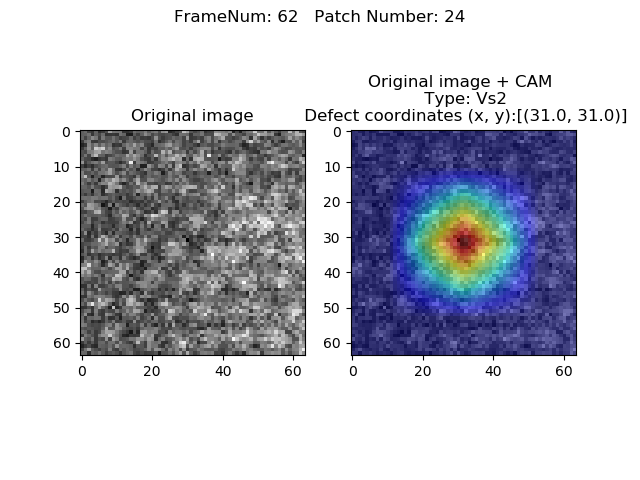 FrameNum: 62   Patch Number: 24
Original image
Original image + CAM
Type: Vs2
Defect coordinates (x, y):[(31.0, 31.0)]
0
10
20
30
40
50
60
0 20 40 60
0
10
20
30
40
50
60
0 20 40 60